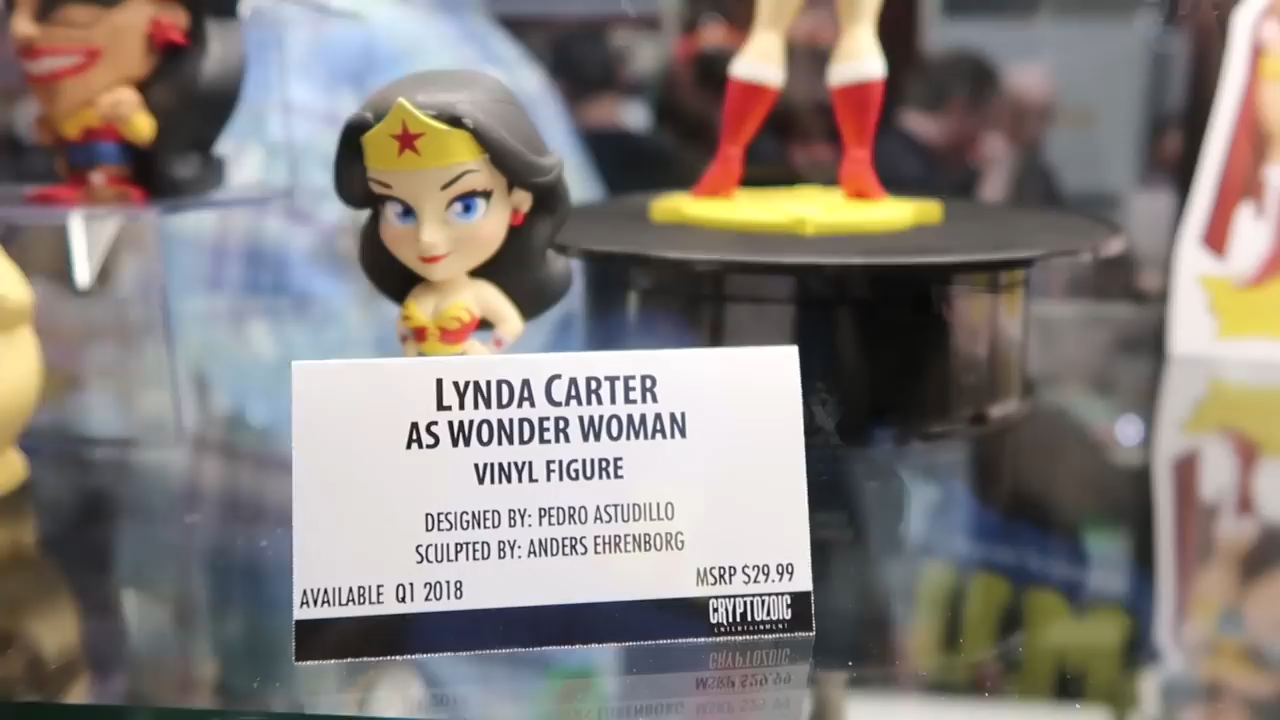 LYNDA CARTER
AS WONDER WOMAN
VINYL FIGURE
DESIGNED BY: PEDRO ASTUDILLO
SCULPTED BY: ANDERS EHRENBORG
AVAILABLE Q1 2018
MSRP $29.99
CRYPTOZOIC
ENTERTAINMENT